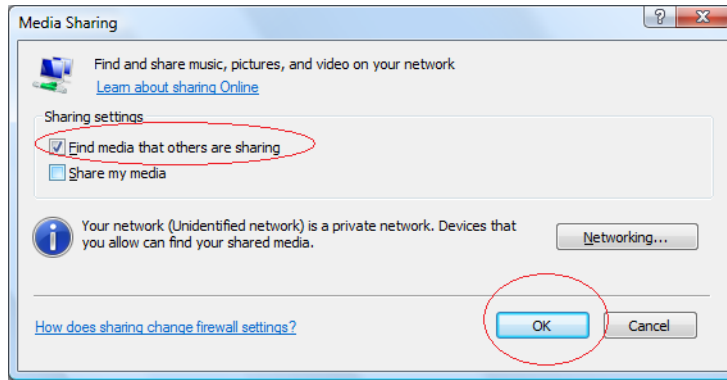 Media Sharing
Find and share music, pictures, and video on your network
Learn about sharing Online
Sharing settings
Find media that others are sharing
Share my media
Your network (Unidentified network) is a private network. Devices that
you allow can find your shared media.
Networking...
How does sharing change firewall settings?
OK
Cancel